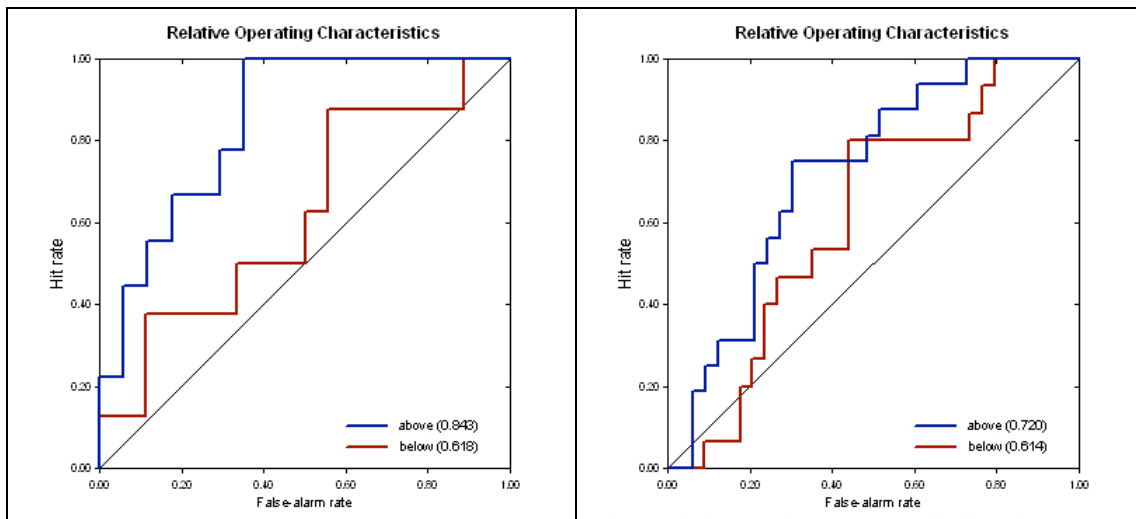 Relative Operating Characteristics
1.00
0.80
0.60
0.40
0.20
0.00
Hit rate
above (0.843)
below (0.618)
0.00 0.20 0.40 0.60 0.80 1.00
False-alarm rate
Relative Operating Characteristics
1.00
0.80
0.60
0.40
0.20
0.00
Hit rate
above (0.720)
below (0.614)
0.00 0.20 0.40 0.60 0.80 1.00
False-alarm rate